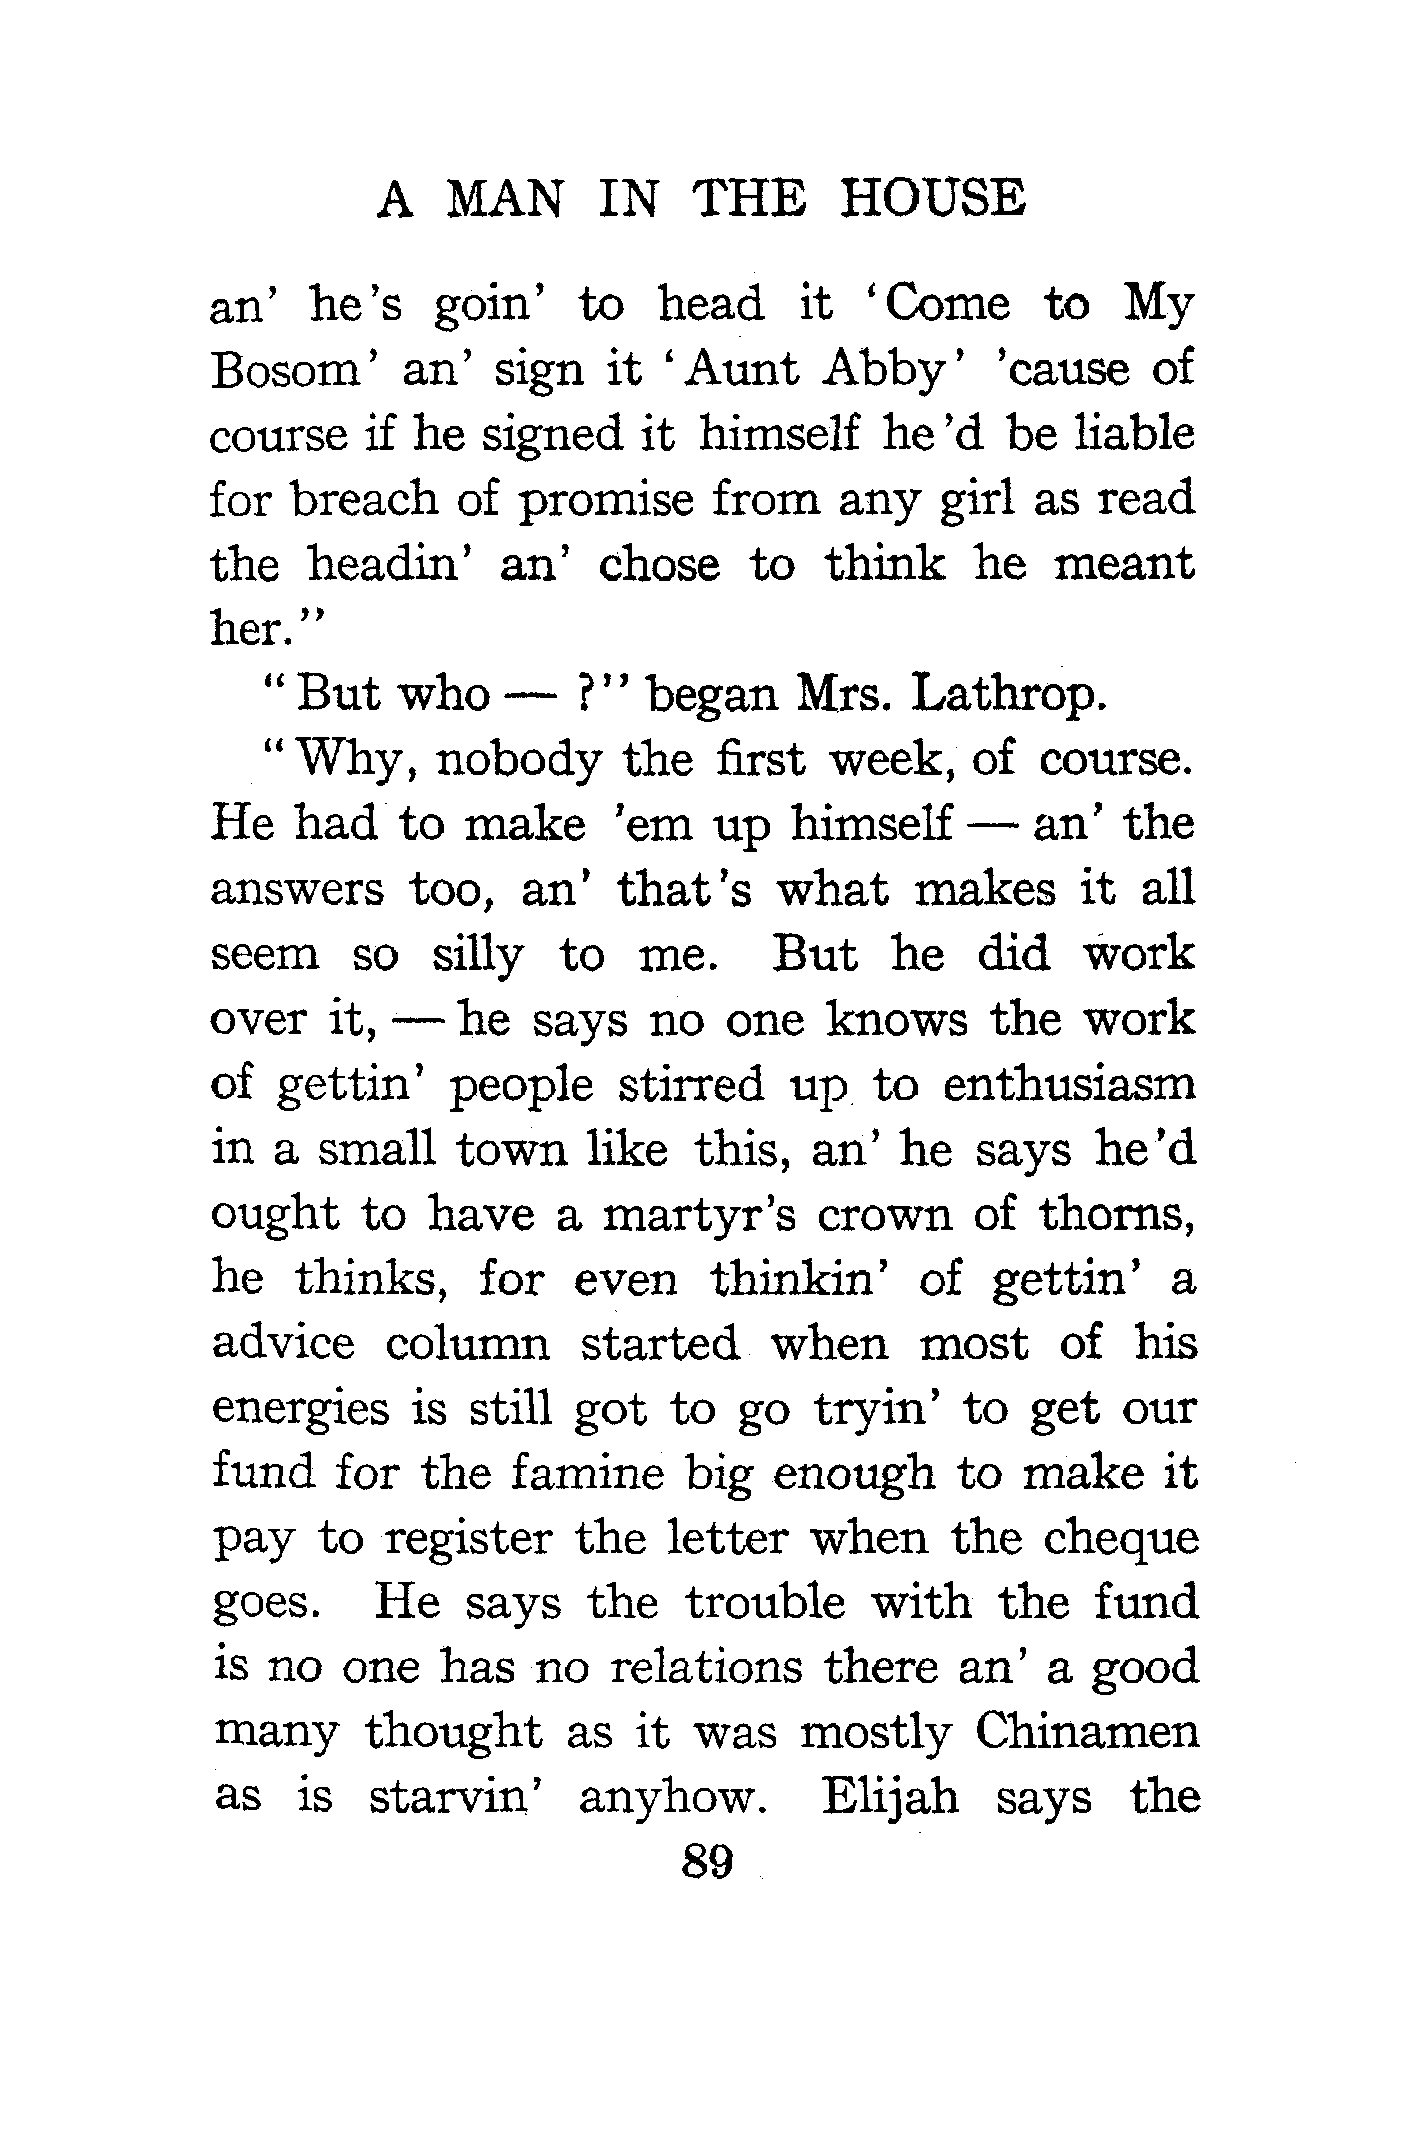 A MAN IN THE HOUSE
an' he's goin' to head it 'Come to My
Bosom' an' sign it 'Aunt Abby' 'cause of
course if he signed it himself he'd be liable
for breach of promise from any girl as read
the headin' an' chose to think he meant
her."
"But who — ?" began Mrs. Lathrop.
"Why, nobody the first week, of course.
He had to make 'em up himself — an' the
answers too, an' that's what makes it all
seem so silly to me. But he did work
over it, — he says no one knows the work
of gettin' people stirred up to enthusiasm
in a small town like this, an' he says he'd
ought to have a martyr's crown of thorns,
he thinks, for even thinkin' of gettin' a
advice column started when most of his
energies is still got to go tryin' to get our
fund for the famine big enough to make it
pay to register the letter when the cheque
goes. He says the trouble with the fund
is no one has no relations there an' a good
many thought as it was mostly Chinamen
as is starvin' anyhow. Elijah says the
89